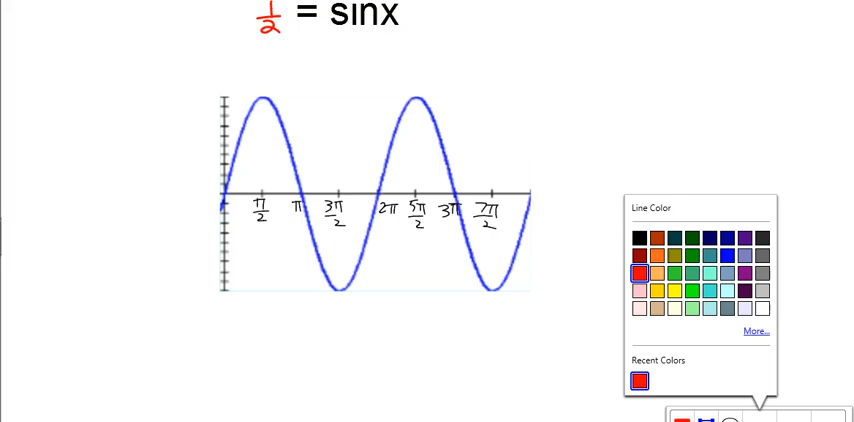 1/2 = sinx
π/2 π 3π/2 2π 5π/2 3π 7π/2
Line Color
More...
Recent Colors